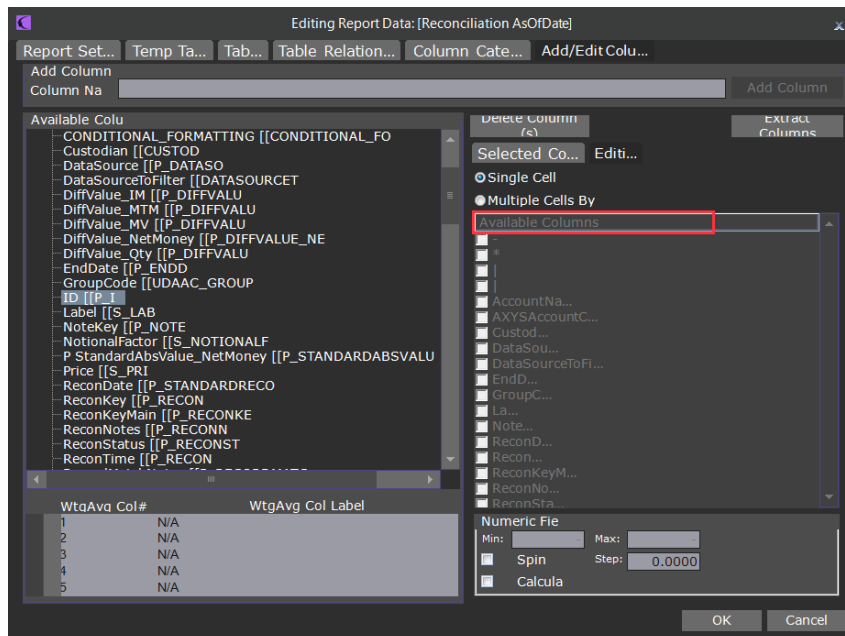 Editing Report Data: [Reconciliation AsOfDate]
x
Report Set... Temp Ta... Tab... Table Relation... Column Cate... Add/Edit Colu...
Add Column
Column Na
Add Column
Available Colu
CONDITIONAL_FORMATTING [[CONDITIONAL_FO
Custodian [[CUSTOD
DataSource [[P_DATASO
DataSourceToFilter [[DATASOURCET
DiffValue_IM [[P_DIFFVALU
DiffValue_MTM [[P_DIFFVALU
DiffValue_MV [[P_DIFFVALU
DiffValue_NetMoney [[P_DIFFVALUE_NE
DiffValue_Qty [[P_DIFFVALU
EndDate [[P_ENDD
GroupCode [[UDAAC_GROUP
ID [[P_I
Label [[S_LAB
NoteKey [[P_NOTE
NotionalFactor [[S_NOTIONALF
P StandardAbsValue_NetMoney [[P_STANDARDABSVALU
Price [[S_PRI
ReconDate [[P_STANDARDRECO
ReconKey [[P_RECON
ReconKeyMain [[P_RECONKE
ReconNotes [[P_RECONN
ReconStatus [[P_RECONST
ReconTime [[P_RECON
WtgAvg Col# WtgAvg Col Label
1 N/A
2 N/A
3 N/A
4 N/A
5 N/A
Delete Column
(s)
Extract
Columns
Selected Co... Editi...
Single Cell
Multiple Cells By
Available Columns
-
*
|
|
AccountNa...
AXYSAccountC...
Custod...
DataSou...
DataSourceToFi...
EndD...
GroupC...
La...
Note...
ReconD...
Recon...
ReconKeyM...
ReconNo...
ReconSta...
Numeric Fie
Min: Max:
Spin Step: 0.0000
Calcula
OK Cancel